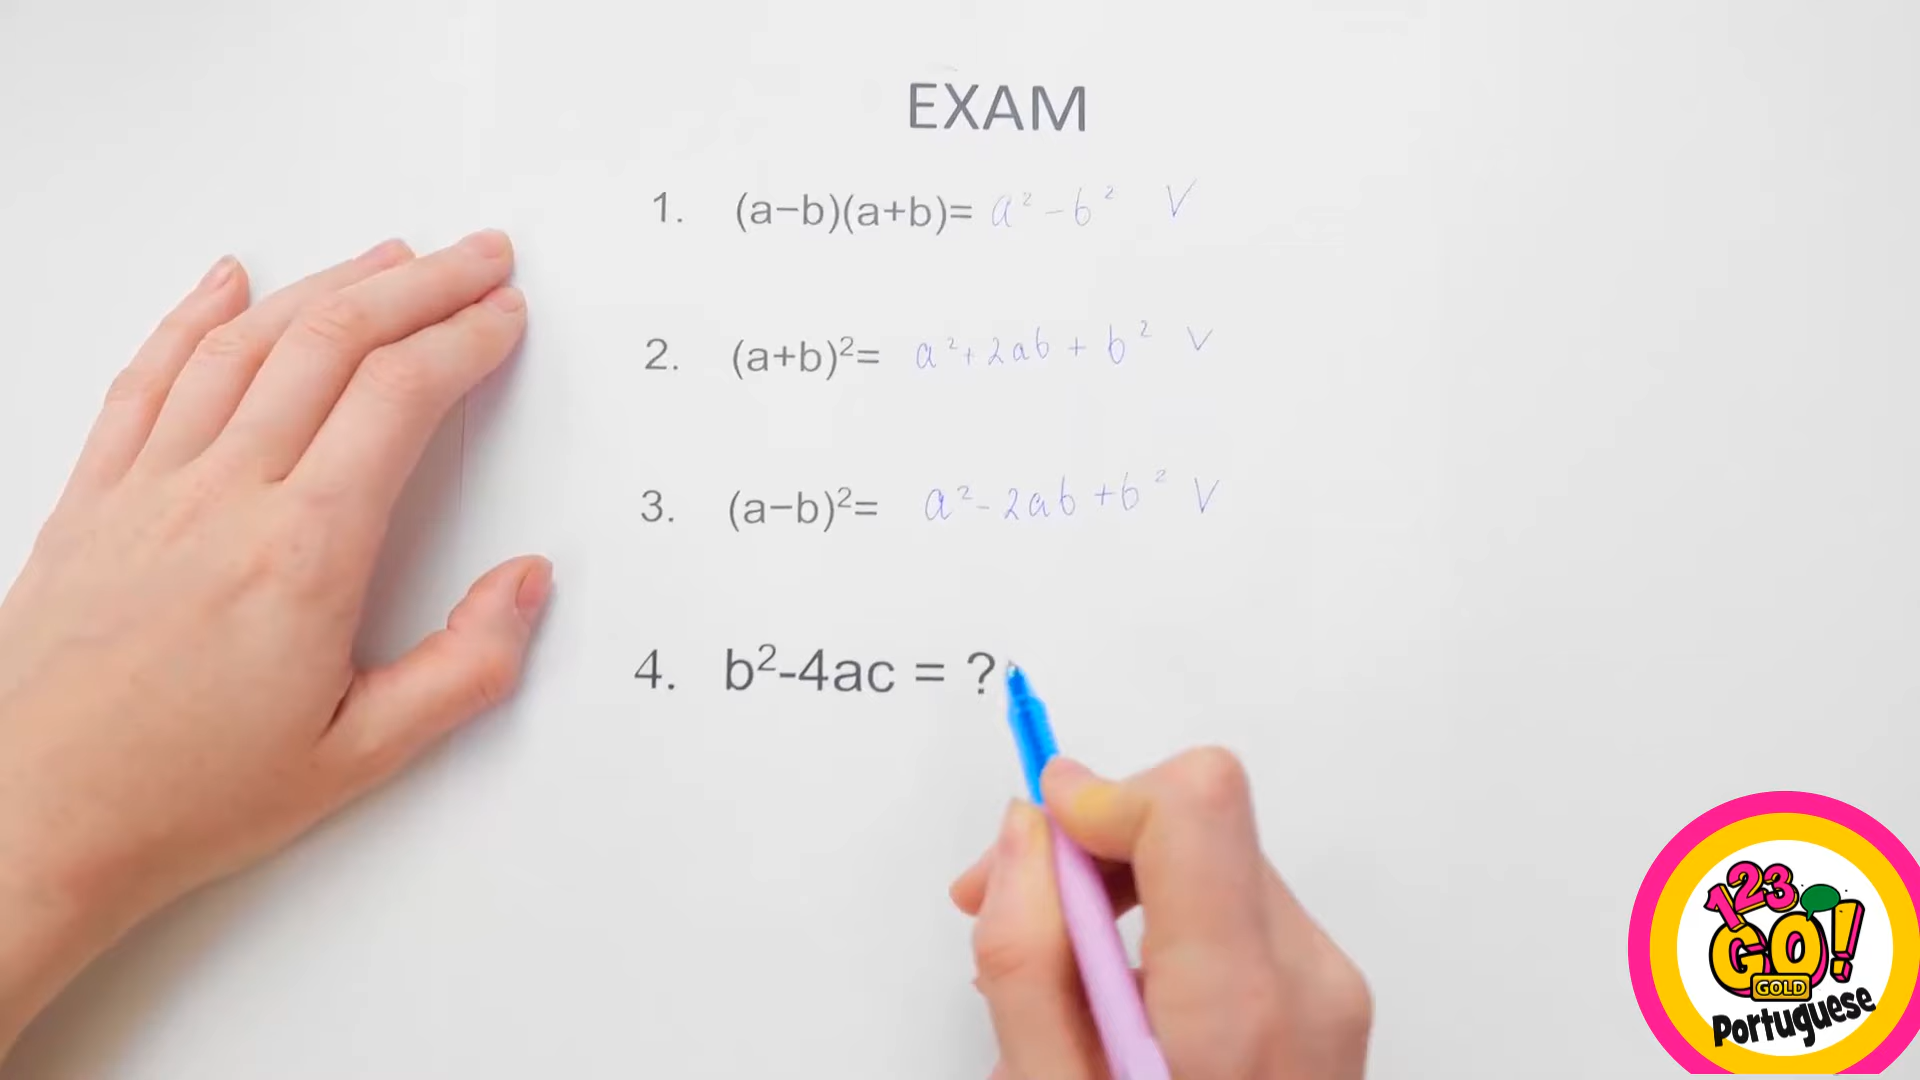 EXAM
1. (a−b)(a+b)= a² - b² V
2. (a+b)²= a² + 2ab + b² V
3. (a−b)²= a² - 2ab + b² V
4. b²-4ac = ?
123
GO!
GOLD
Portuguese